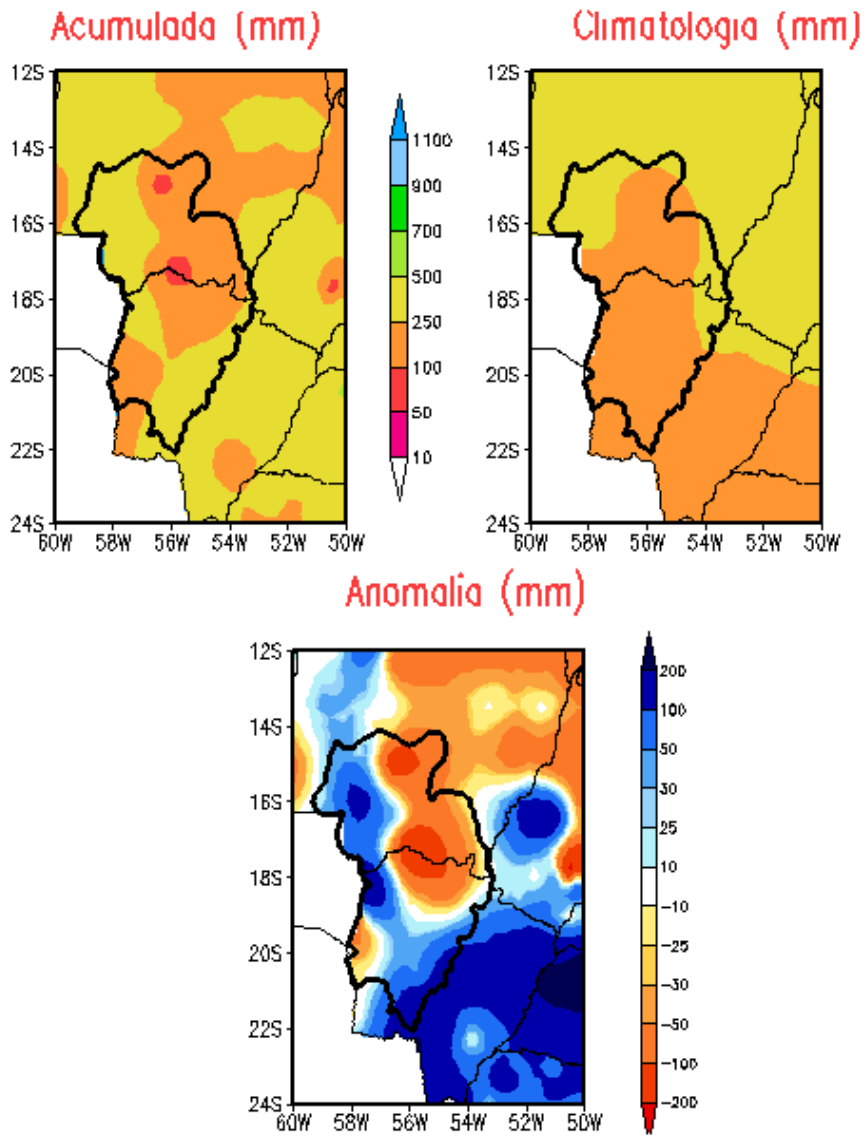 Acumulada (mm)
Climatologia (mm)
12S
14S
16S
18S
20S
22S
24S
60W 58W 56W 54W 52W 50W
1100
900
700
500
250
100
50
10
12S
14S
16S
18S
20S
22S
24S
60W 58W 56W 54W 52W 50W
Anomalia (mm)
12S
14S
16S
18S
20S
22S
24S
60W 58W 56W 54W 52W 50W
200
100
50
30
25
10
-10
-25
-30
-50
-100
-200